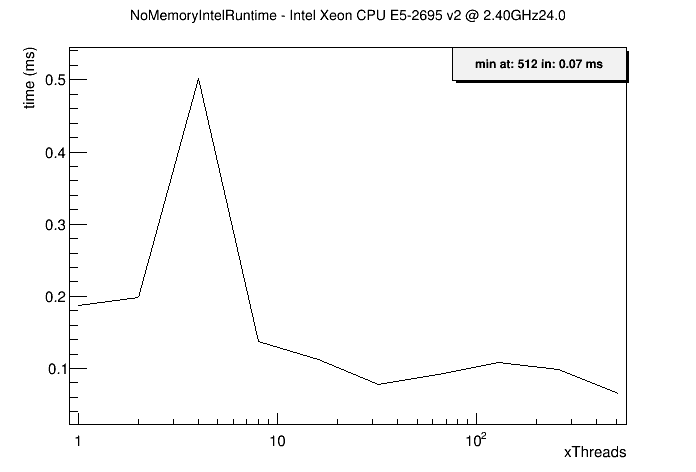 NoMemoryIntelRuntime - Intel Xeon CPU E5-2695 v2 @ 2.40GHz24.0
time (ms)
min at: 512 in: 0.07 ms
0.5
0.4
0.3
0.2
0.1
1 10 10²
xThreads